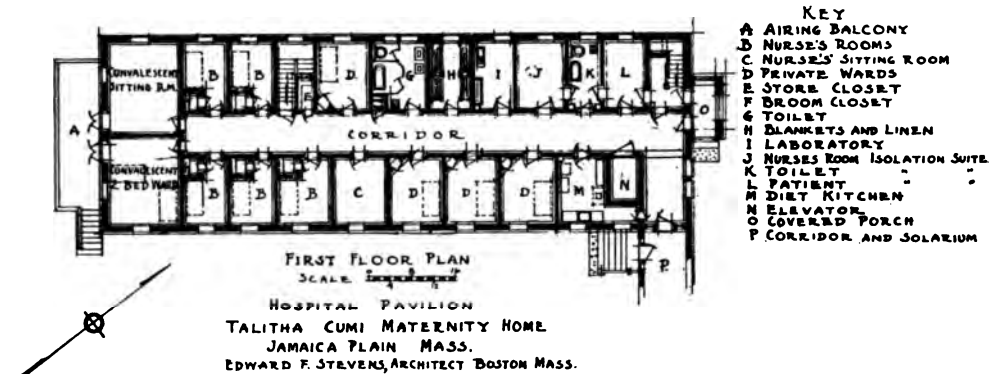 KEY
A AIRING BALCONY
B NURSE'S ROOMS
C NURSE'S' SITTING ROOM
D PRIVATE WARDS
E STORE CLOSET
F BROOM CLOSET
G TOILET
H BLANKETS AND LINEN
I LABORATORY
J NURSES ROOM ISOLATION SUITE
K TOILET " "
L PATIENT " "
M DIET KITCHEN
N ELEVATOR
O COVERED PORCH
P CORRIDOR AND SOLARIUM
CONVALESCENT
SITTING RM.
B B D G H I J K L
A
O
CORRIDOR
CONVALESCENT
2 BED WARD
B B B C D D D M N
P
FIRST FLOOR PLAN
SCALE
HOSPITAL PAVILION
TALITHA CUMI MATERNITY HOME
JAMAICA PLAIN MASS.
EDWARD F. STEVENS, ARCHITECT BOSTON MASS.